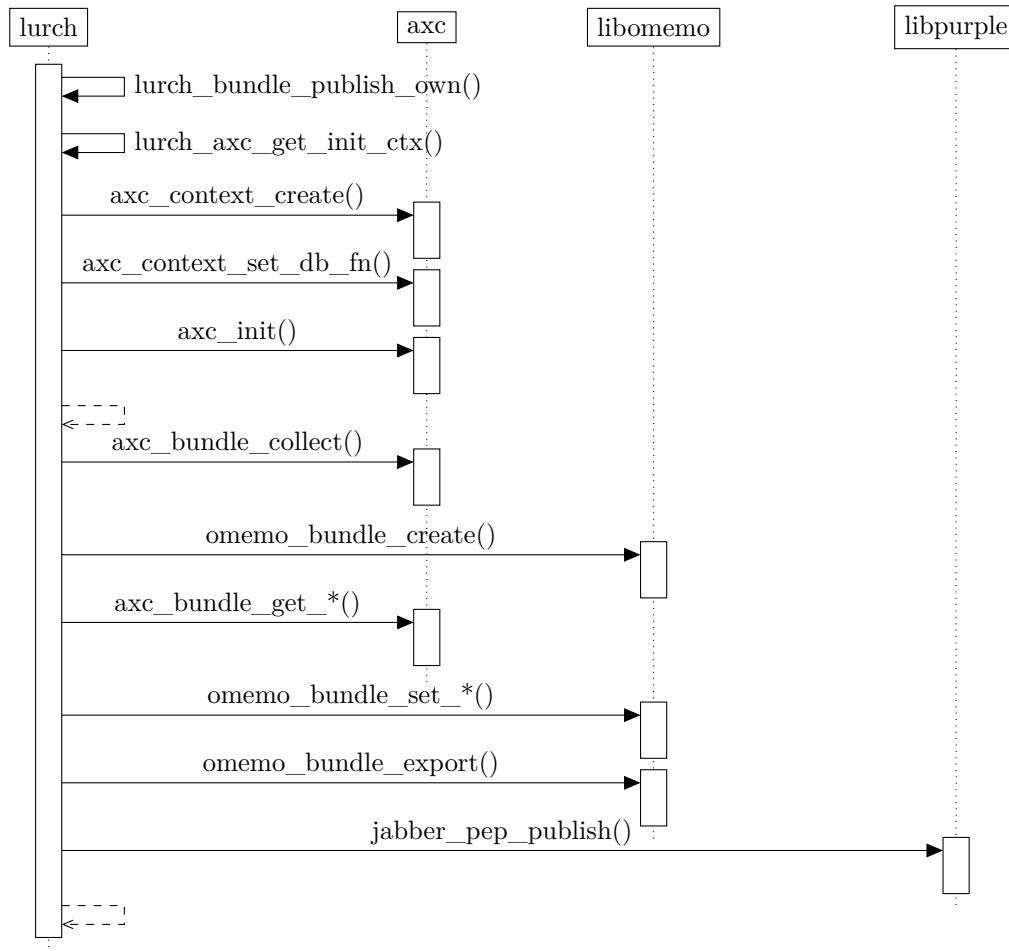 lurch
axc
libomemo
libpurple
lurch_bundle_publish_own()
lurch_axc_get_init_ctx()
axc_context_create()
axc_context_set_db_fn()
axc_init()
axc_bundle_collect()
omemo_bundle_create()
axc_bundle_get_*()
omemo_bundle_set_*()
omemo_bundle_export()
jabber_pep_publish()